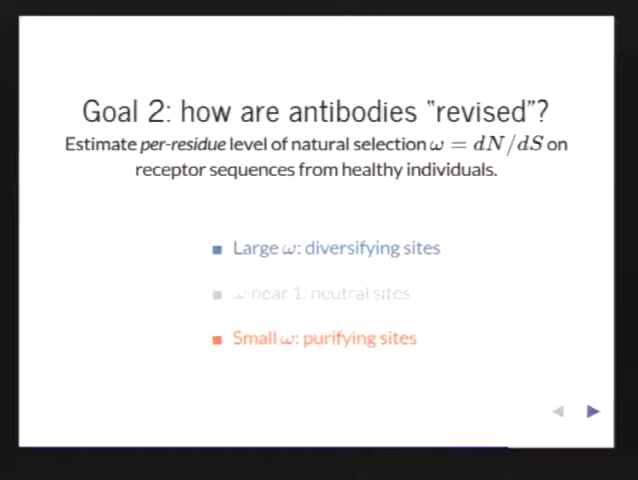 Goal 2: how are antibodies "revised"?
Estimate per-residue level of natural selection ω = dN/dS on
receptor sequences from healthy individuals.
Large ω: diversifying sites
ω near 1: neutral sites
Small ω: purifying sites